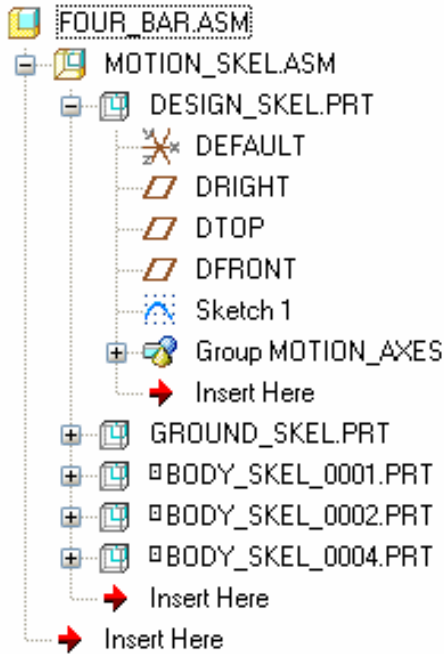 FOUR_BAR.ASM
MOTION_SKEL.ASM
DESIGN_SKEL.PRT
DEFAULT
DRIGHT
DTOP
DFRONT
Sketch 1
Group MOTION_AXES
Insert Here
GROUND_SKEL.PRT
BODY_SKEL_0001.PRT
BODY_SKEL_0002.PRT
BODY_SKEL_0004.PRT
Insert Here
Insert Here